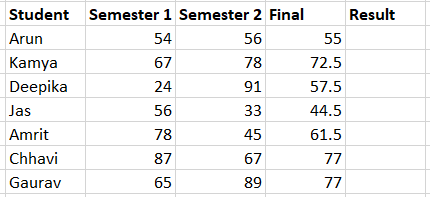 Student Semester 1 Semester 2 Final Result
Arun 54 56 55
Kamya 67 78 72.5
Deepika 24 91 57.5
Jas 56 33 44.5
Amrit 78 45 61.5
Chhavi 87 67 77
Gaurav 65 89 77